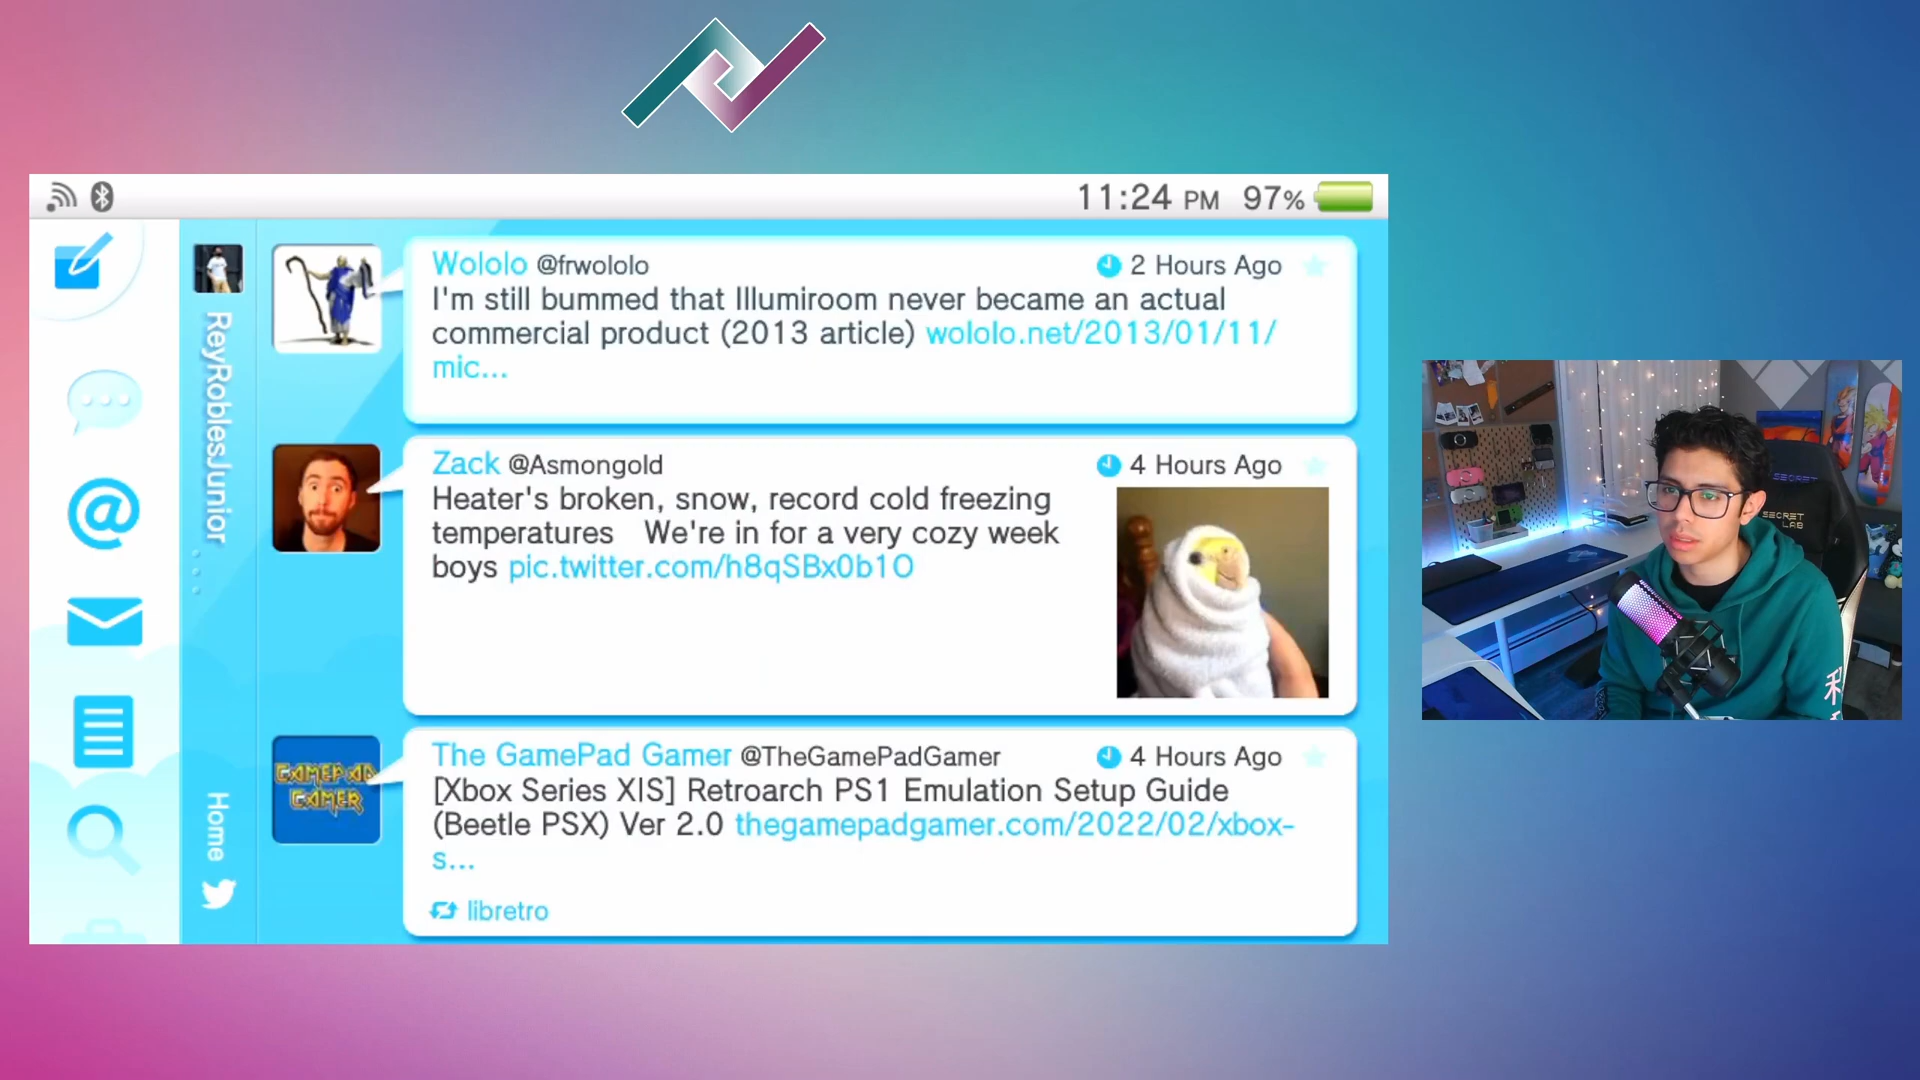 11:24 PM 97%
ReyRoblesJunior
Home
Wololo @frwololo 2 Hours Ago
I'm still bummed that Illumiroom never became an actual
commercial product (2013 article) wololo.net/2013/01/11/
mic...
Zack @Asmongold 4 Hours Ago
Heater's broken, snow, record cold freezing
temperatures We're in for a very cozy week
boys pic.twitter.com/h8qSBx0b1O
GAMEPAD
GAMER
The GamePad Gamer @TheGamePadGamer 4 Hours Ago
[Xbox Series X|S] Retroarch PS1 Emulation Setup Guide
(Beetle PSX) Ver 2.0 thegamepadgamer.com/2022/02/xbox-
s...
libretro
SECRET
LAB